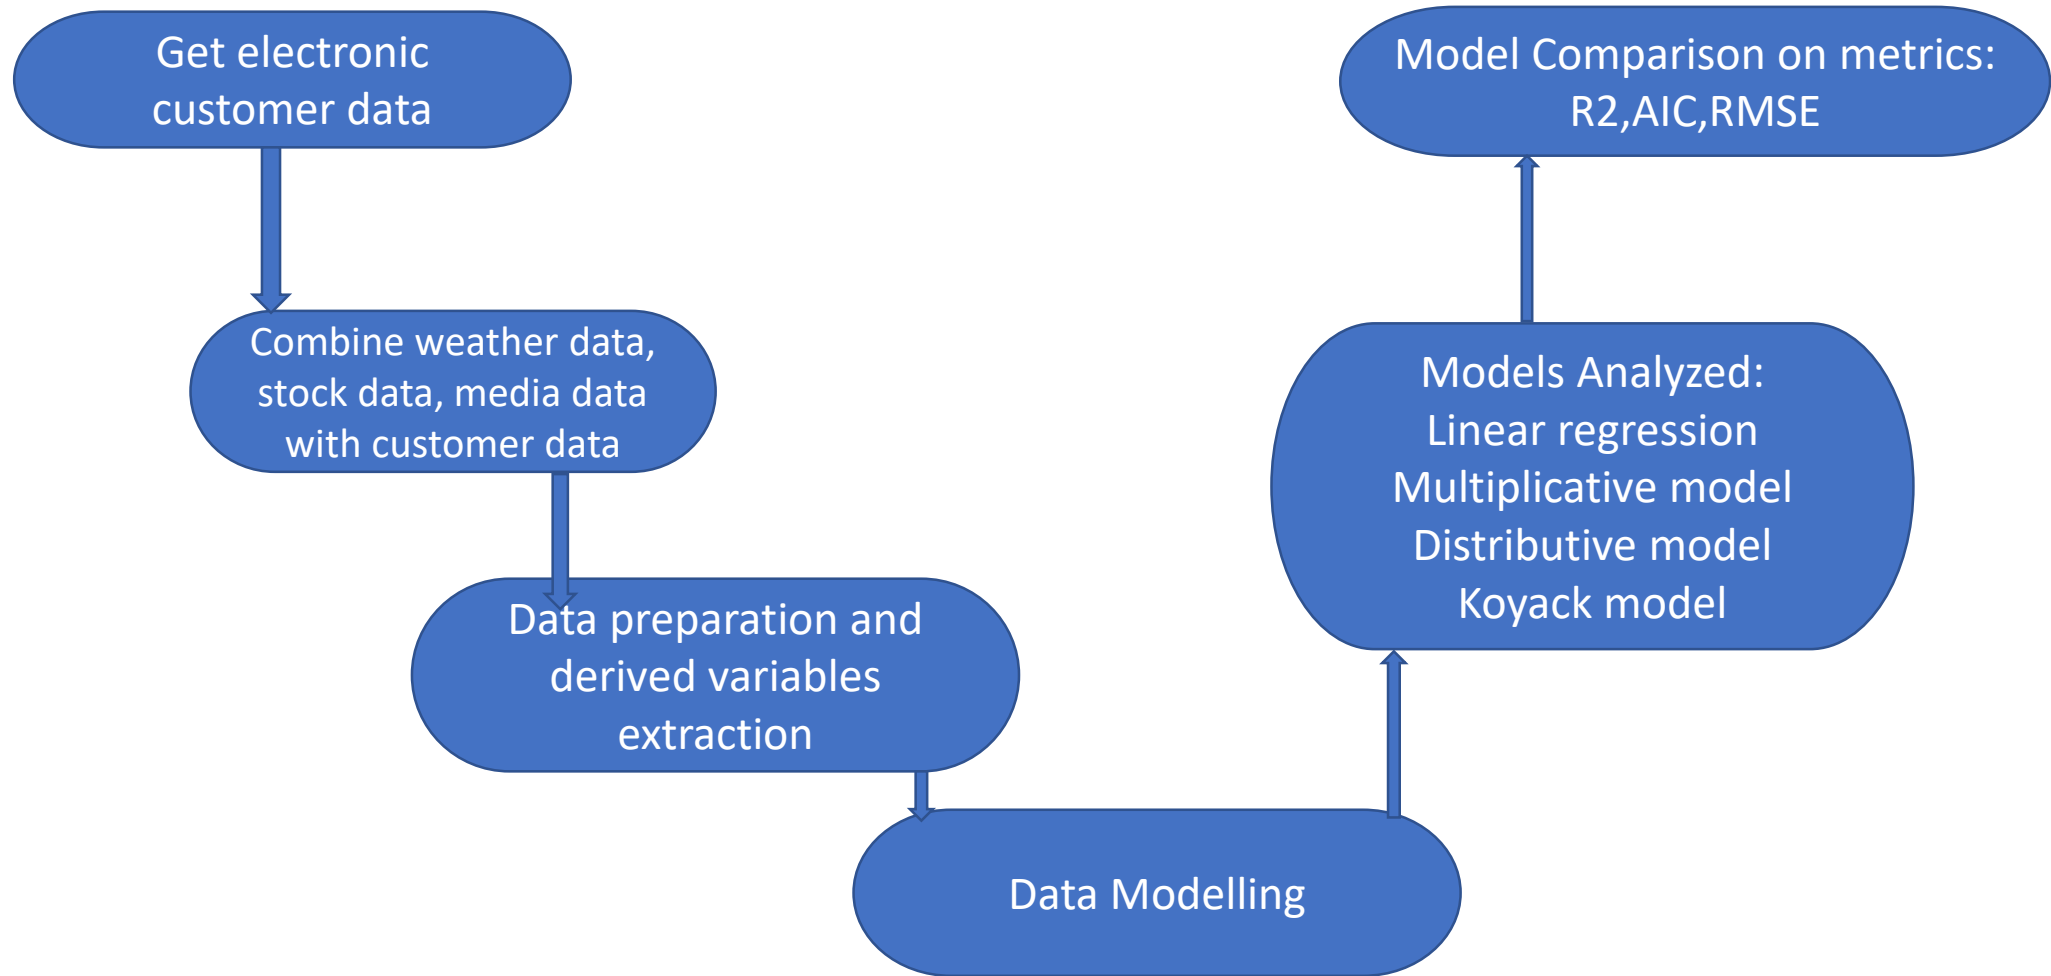 Get electronic
customer data
Combine weather data,
stock data, media data
with customer data
Data preparation and
derived variables
extraction
Data Modelling
Models Analyzed:
Linear regression
Multiplicative model
Distributive model
Koyack model
Model Comparison on metrics:
R2,AIC,RMSE